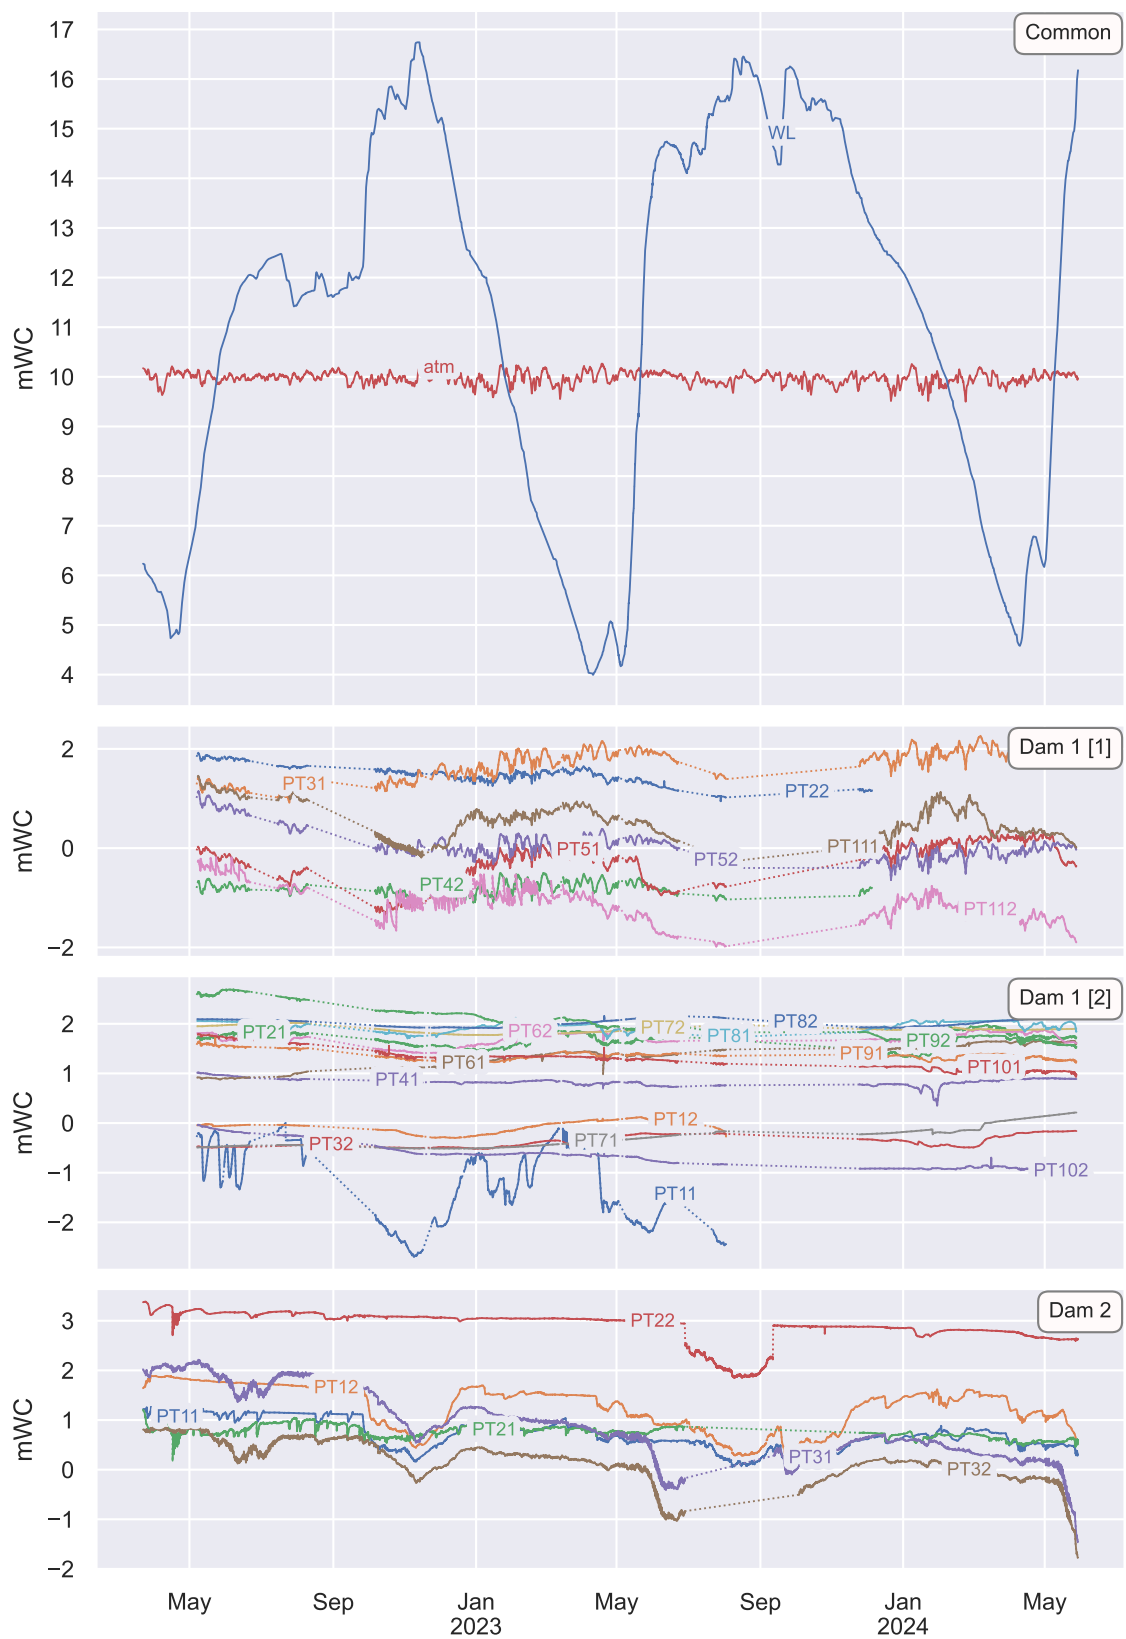 17
Common
16
15
WL
14
13
12
11
mWC
atm
10
9
8
7
6
5
4
2
Dam 1 [1]
PT31
PT22
mWC
0
PT51
PT111
PT52
PT42
PT112
−2
Dam 1 [2]
2
PT21
PT62
PT72
PT82
PT81
PT92
PT91
PT61
PT101
1
PT41
mWC
0
PT12
PT32
PT71
−1
PT102
PT11
−2
Dam 2
3
PT22
2
PT12
mWC
1
PT11
PT21
PT31
0
PT32
−1
−2
May
Sep
Jan
2023
May
Sep
Jan
2024
May